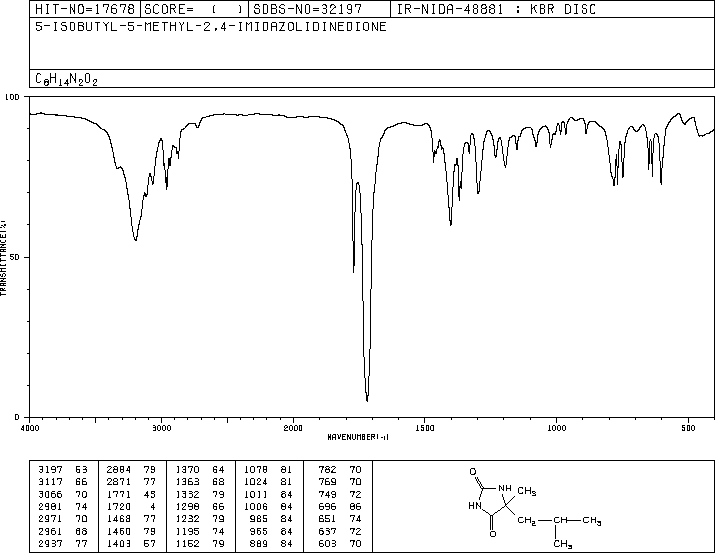 HIT-NO=17678 SCORE= ( ) SDBS-NO=32197 IR-NIDA-48881 : KBR DISC
5-ISOBUTYL-5-METHYL-2,4-IMIDAZOLIDINEDIONE
C8H14N2O2
100
50
0
TRANSMITTANCE(%)
4000 3000 2000 1500 1000 500
WAVENUMBER(-1)
3197 53 2884 79 1370 64 1078 81 782 70
3117 66 2871 77 1363 68 1024 81 769 70
3066 70 1771 45 1332 79 1011 84 749 72
2981 74 1720 4 1298 66 1006 84 696 86
2971 70 1468 77 1232 79 985 84 651 74
2961 68 1460 79 1195 74 965 84 637 72
2937 77 1403 57 1152 79 889 84 603 70
O
NH
CH3
HN
O
CH2
CH3
CH3